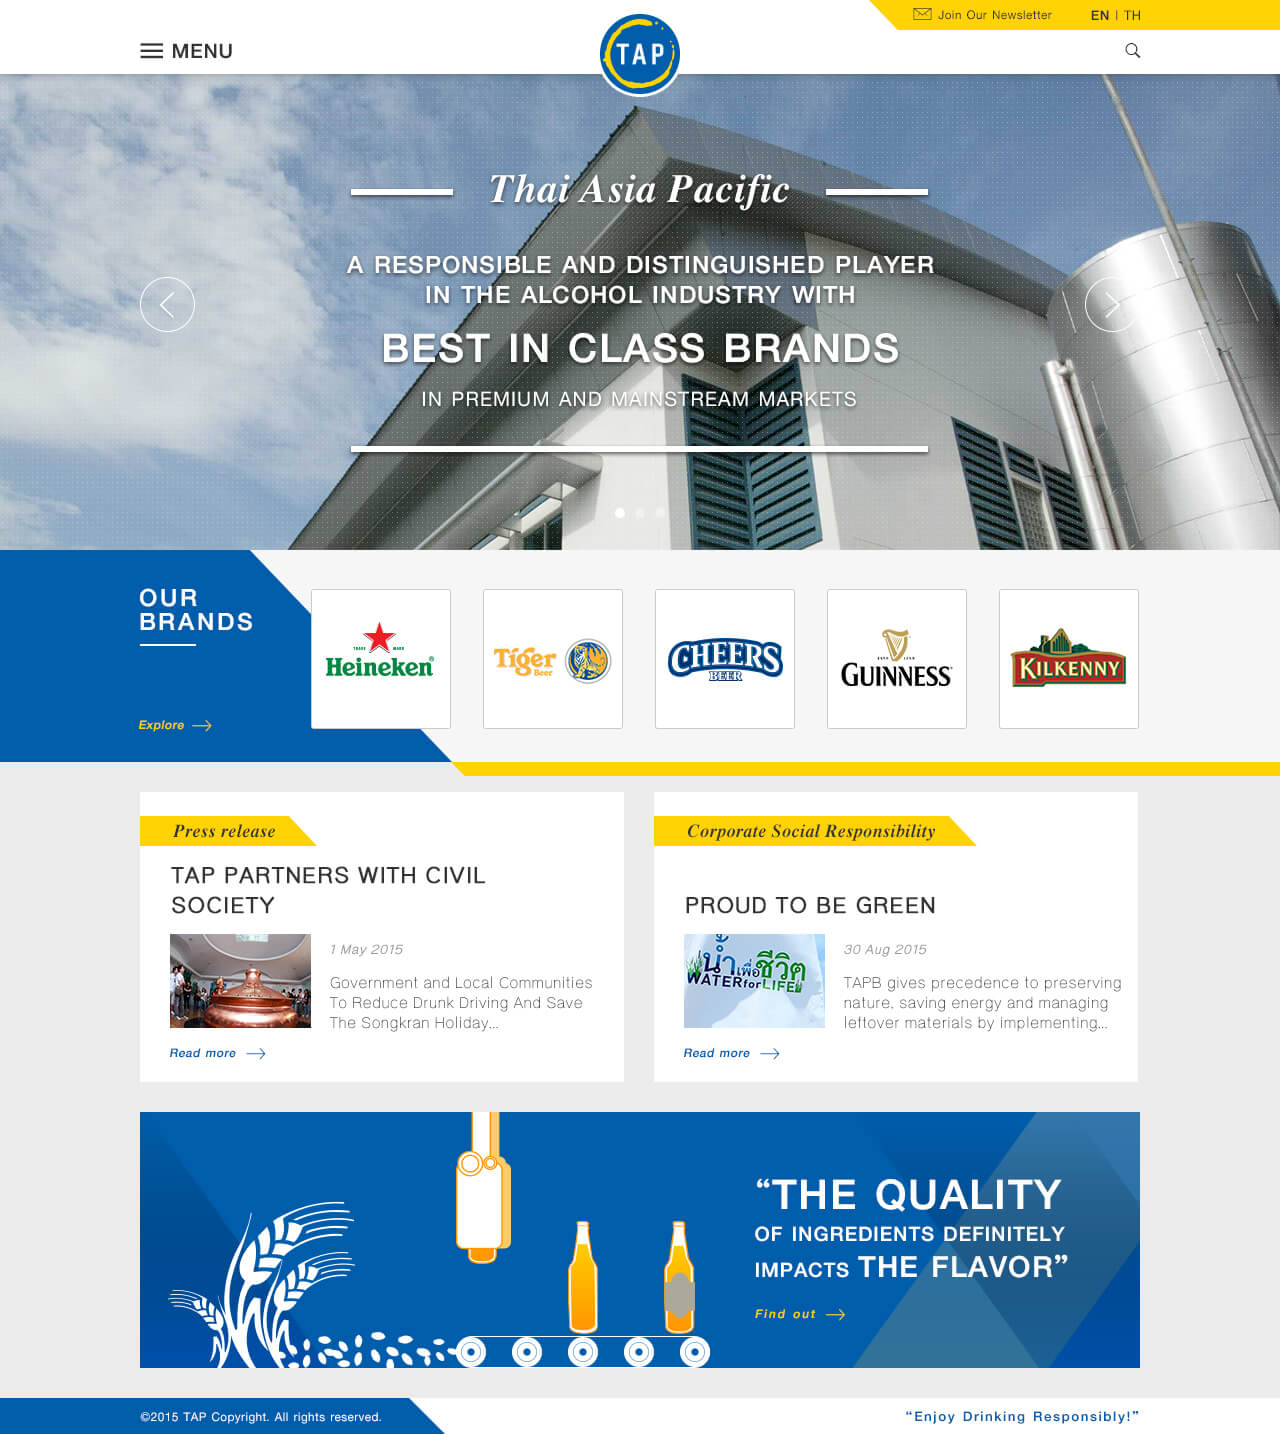 Join Our Newsletter
EN | TH
MENU
TAP
Thai Asia Pacific
A RESPONSIBLE AND DISTINGUISHED PLAYER
IN THE ALCOHOL INDUSTRY WITH
BEST IN CLASS BRANDS
IN PREMIUM AND MAINSTREAM MARKETS
OUR
BRANDS
Explore
TRADE MARK
Heineken®
Tiger
Beer
CHEERS
BEER
ESTD 1759
GUINNESS
KILKENNY
Press release
TAP PARTNERS WITH CIVIL
SOCIETY
1 May 2015
Government and Local Communities
To Reduce Drunk Driving And Save
The Songkran Holiday...
Read more
Corporate Social Responsibility
PROUD TO BE GREEN
น้ำเพื่อชีวิต
WATER for LIFE
30 Aug 2015
TAPB gives precedence to preserving
nature, saving energy and managing
leftover materials by implementing...
Read more
“THE QUALITY
OF INGREDIENTS DEFINITELY
IMPACTS THE FLAVOR”
Find out
©2015 TAP Copyright. All rights reserved.
“Enjoy Drinking Responsibly!”